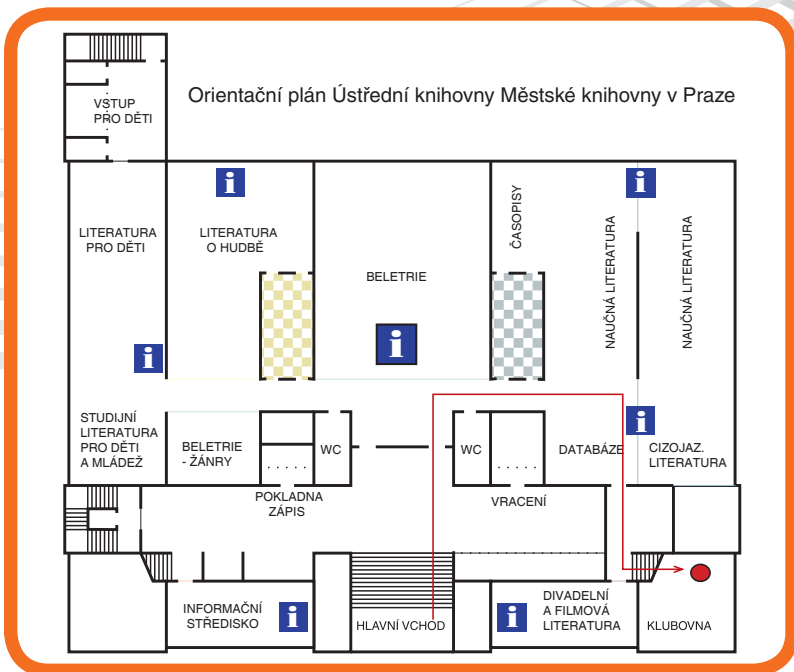 Orientační plán Ústřední knihovny Městské knihovny v Praze
VSTUP
PRO DĚTI
i
i
LITERATURA
PRO DĚTI
LITERATURA
O HUDBĚ
BELETRIE
ČASOPISY
NAUČNÁ LITERATURA
NAUČNÁ LITERATURA
i
i
i
STUDIJNÍ
LITERATURA
PRO DĚTI
A MLÁDEŽ
BELETRIE
- ŽÁNRY
WC
WC
DATABÁZE
CIZOJAZ.
LITERATURA
POKLADNA
ZÁPIS
VRACENÍ
INFORMAČNÍ
STŘEDISKO
i
HLAVNÍ VCHOD
i
DIVADELNÍ
A FILMOVÁ
LITERATURA
KLUBOVNA